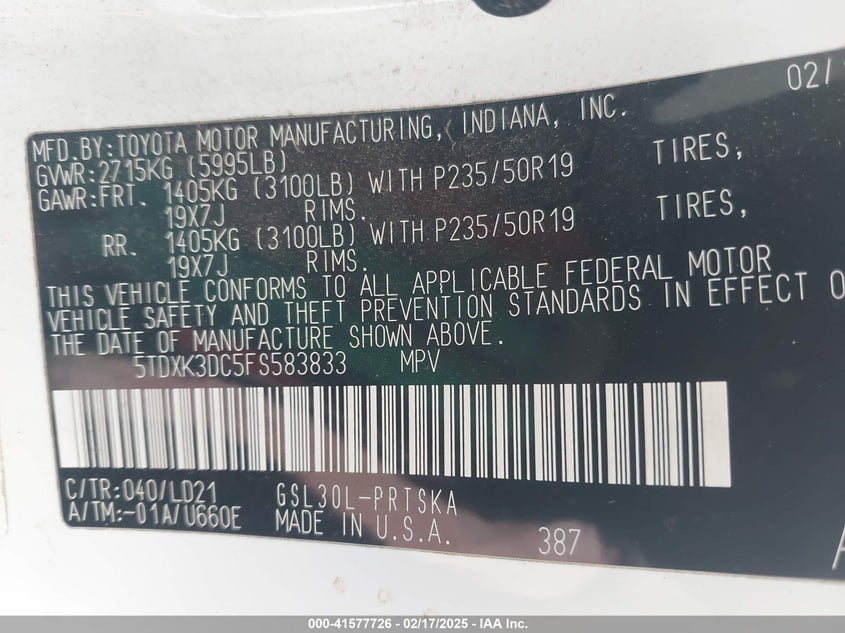 02/
MFD.BY:TOYOTA MOTOR MANUFACTURING, INDIANA, INC.
GVWR:2715KG (5995LB)
GAWR:FRT. 1405KG (3100LB) WITH P235/50R19 TIRES,
19X7J RIMS.
RR. 1405KG (3100LB) WITH P235/50R19 TIRES,
19X7J RIMS.
THIS VEHICLE CONFORMS TO ALL APPLICABLE FEDERAL MOTOR
VEHICLE SAFETY AND THEFT PREVENTION STANDARDS IN EFFECT O
THE DATE OF MANUFACTURE SHOWN ABOVE.
5TDXK3DC5FS583833 MPV
C/TR:040/LD21 GSL30L-PRTSKA
A/TM:-01A/U660E MADE IN U.S.A. 387
000-41577726 - 02/17/2025 - IAA Inc.